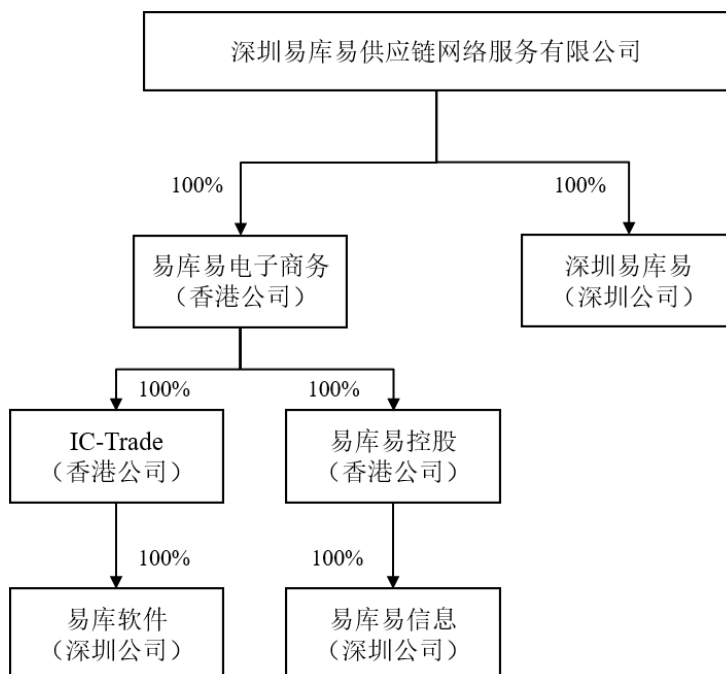 深圳易库易供应链网络服务有限公司
100%
100%
易库易电子商务
（香港公司）
深圳易库易
（深圳公司）
100%
100%
IC-Trade
（香港公司）
易库易控股
（香港公司）
100%
100%
易库软件
（深圳公司）
易库易信息
（深圳公司）